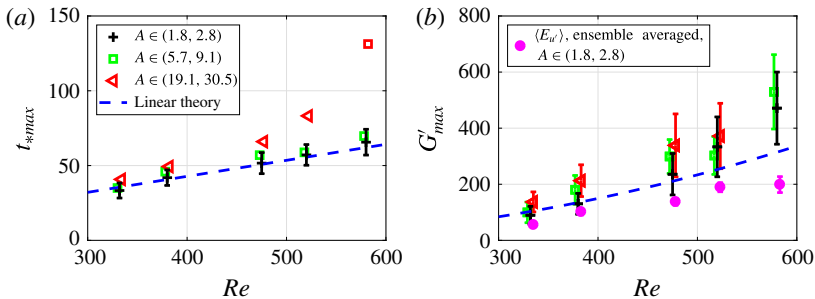 (a)
150
100
50
0
t*max
A ∈ (1.8, 2.8)
A ∈ (5.7, 9.1)
A ∈ (19.1, 30.5)
Linear theory
300 400 500 600
Re
(b)
800
600
400
200
0
G′max
⟨Eu′⟩, ensemble averaged,
A ∈ (1.8, 2.8)
300 400 500 600
Re